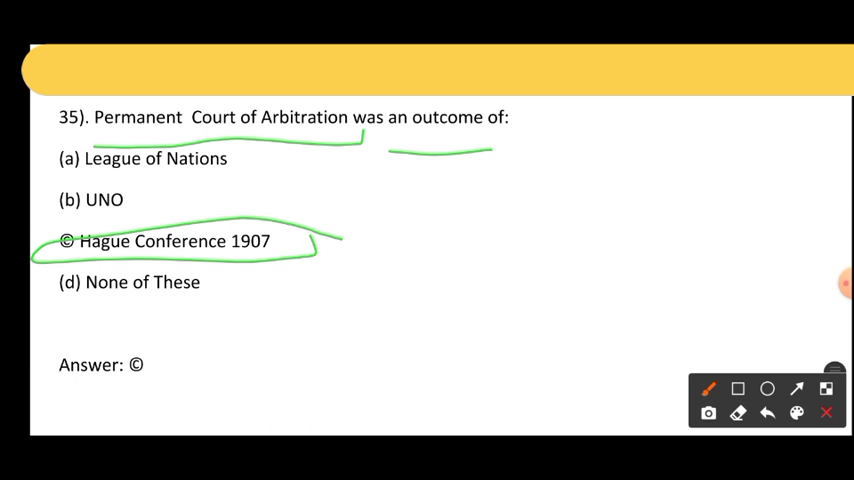 35). Permanent Court of Arbitration was an outcome of:
(a) League of Nations
(b) UNO
© Hague Conference 1907
(d) None of These
Answer: ©